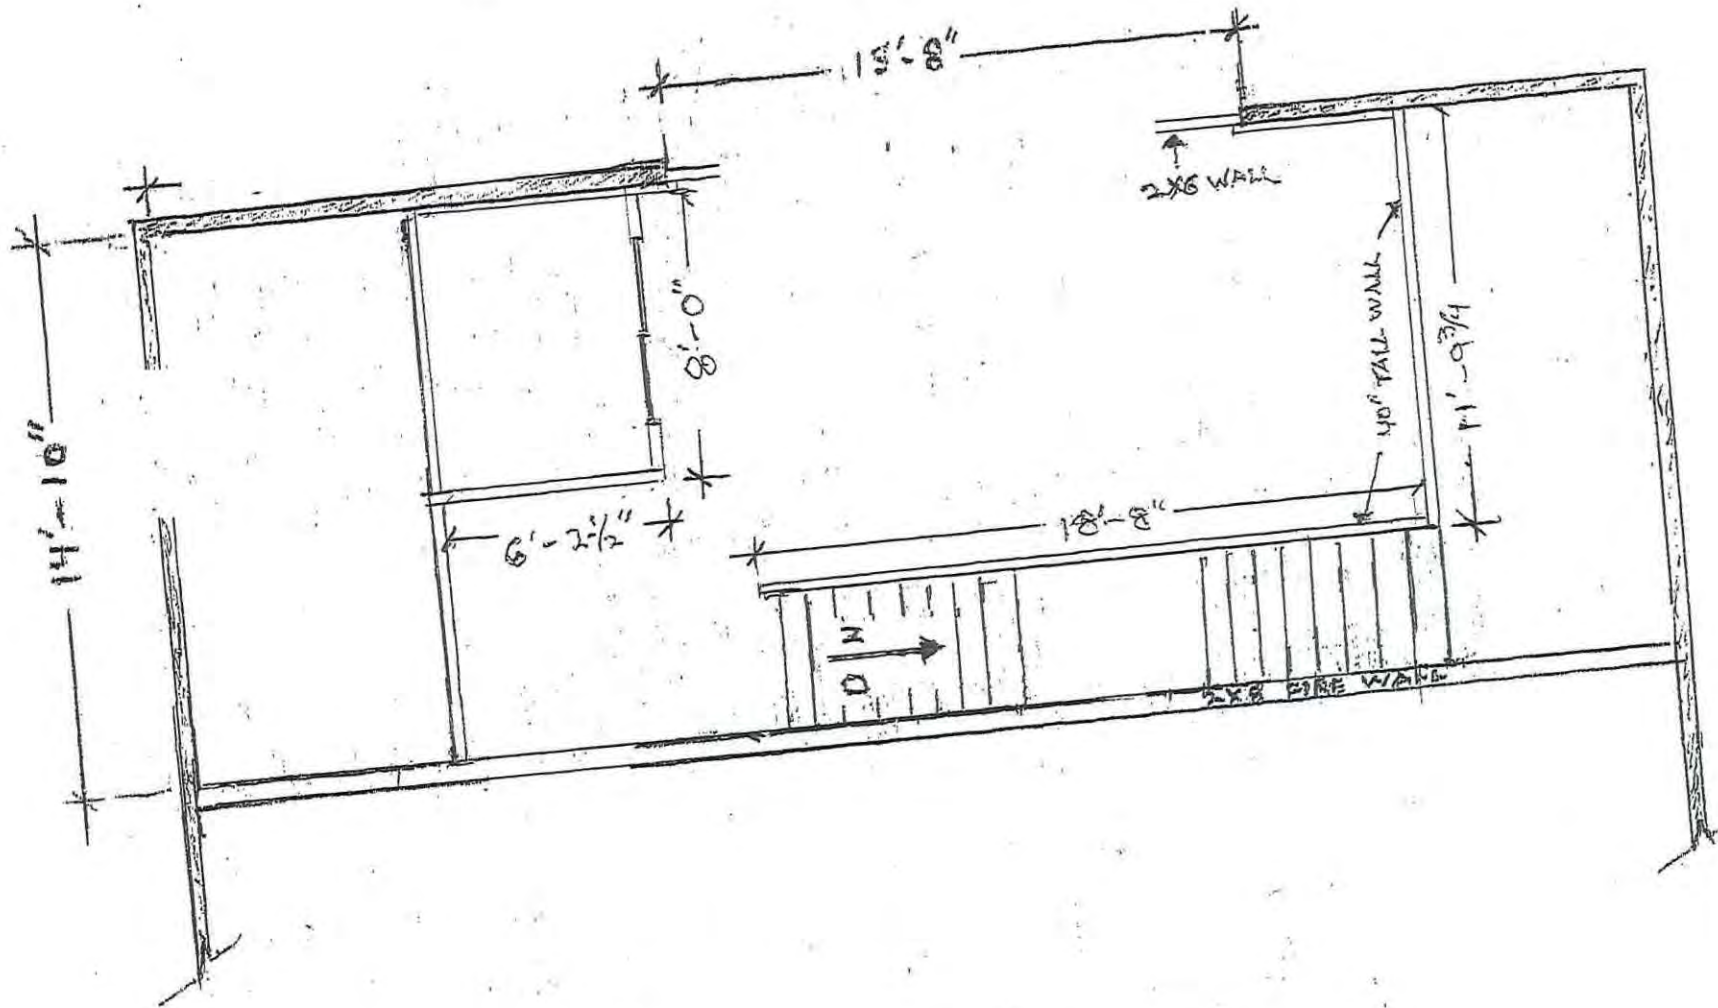 15'-8"
2X6 WALL
14'-10"
8'-0"
40" TALL WALL
11'-9 3/4
6'-2 1/2"
18'-8"
DN
FIRE WALL